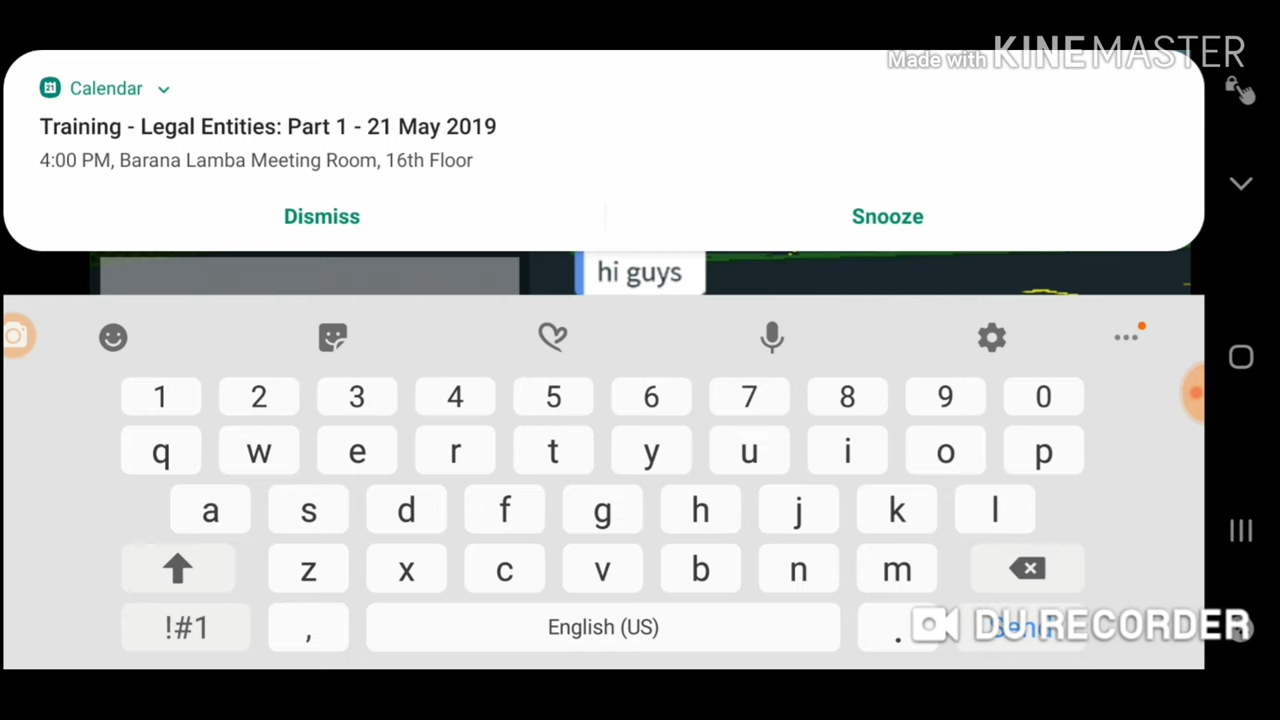 Made with KINEMASTER
Calendar
Training - Legal Entities: Part 1 - 21 May 2019
4:00 PM, Barana Lamba Meeting Room, 16th Floor
Dismiss
Snooze
hi guys
1 2 3 4 5 6 7 8 9 0
q w e r t y u i o p
a s d f g h j k l
z x c v b n m
!#1 , English (US) . Send
DU RECORDER